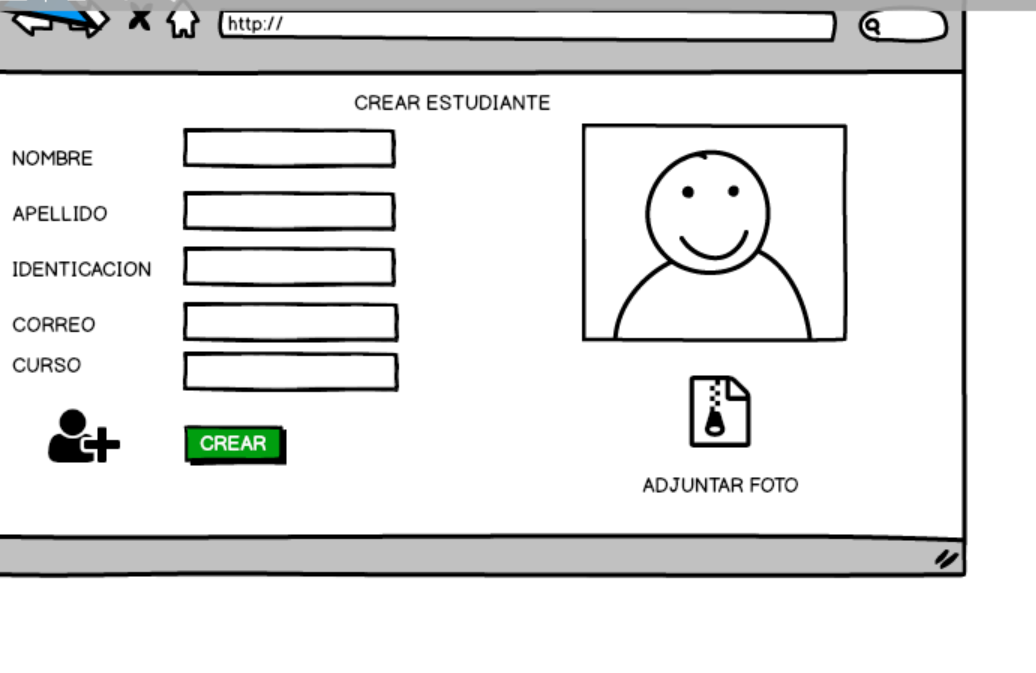 http://
CREAR ESTUDIANTE
NOMBRE
APELLIDO
IDENTICACION
CORREO
CURSO
CREAR
ADJUNTAR FOTO